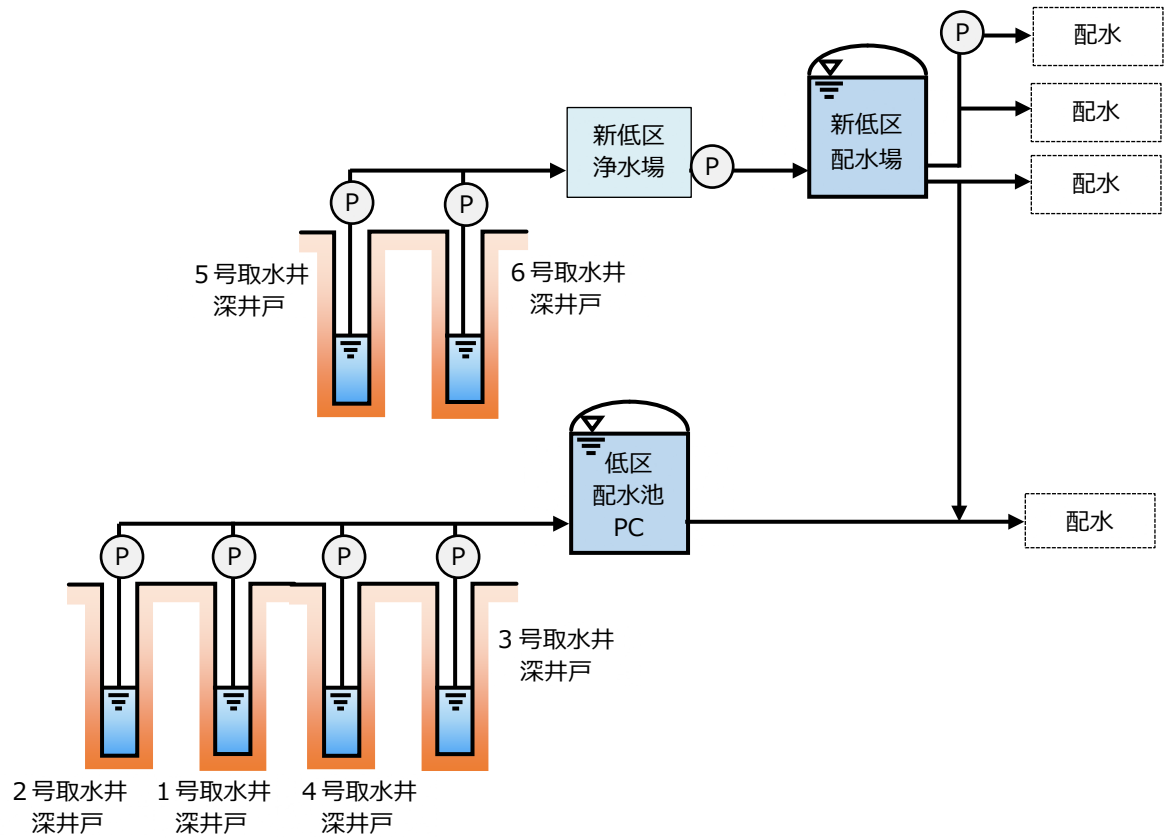 P
配水
配水
新低区
浄水場
P
新低区
配水場
配水
P
P
5号取水井
深井戸
6号取水井
深井戸
低区
配水池
PC
配水
P
P
P
P
3号取水井
深井戸
2号取水井
深井戸
1号取水井
深井戸
4号取水井
深井戸